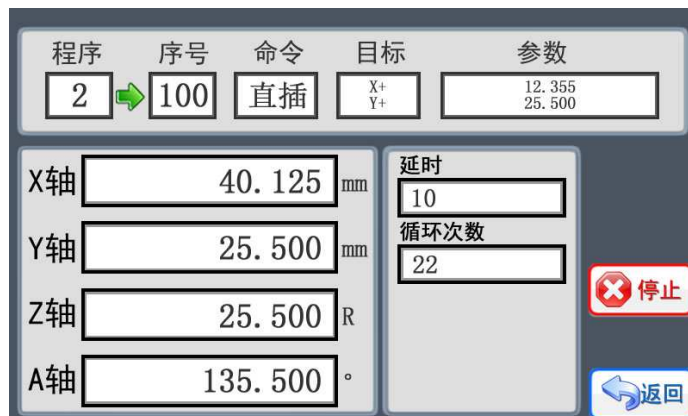 程序 序号 命令 目标 参数
2 100 直插 X+ 12.355
Y+ 25.500
X轴 40.125 mm
Y轴 25.500 mm
Z轴 25.500 R
A轴 135.500 °
延时
10
循环次数
22
停止
返回